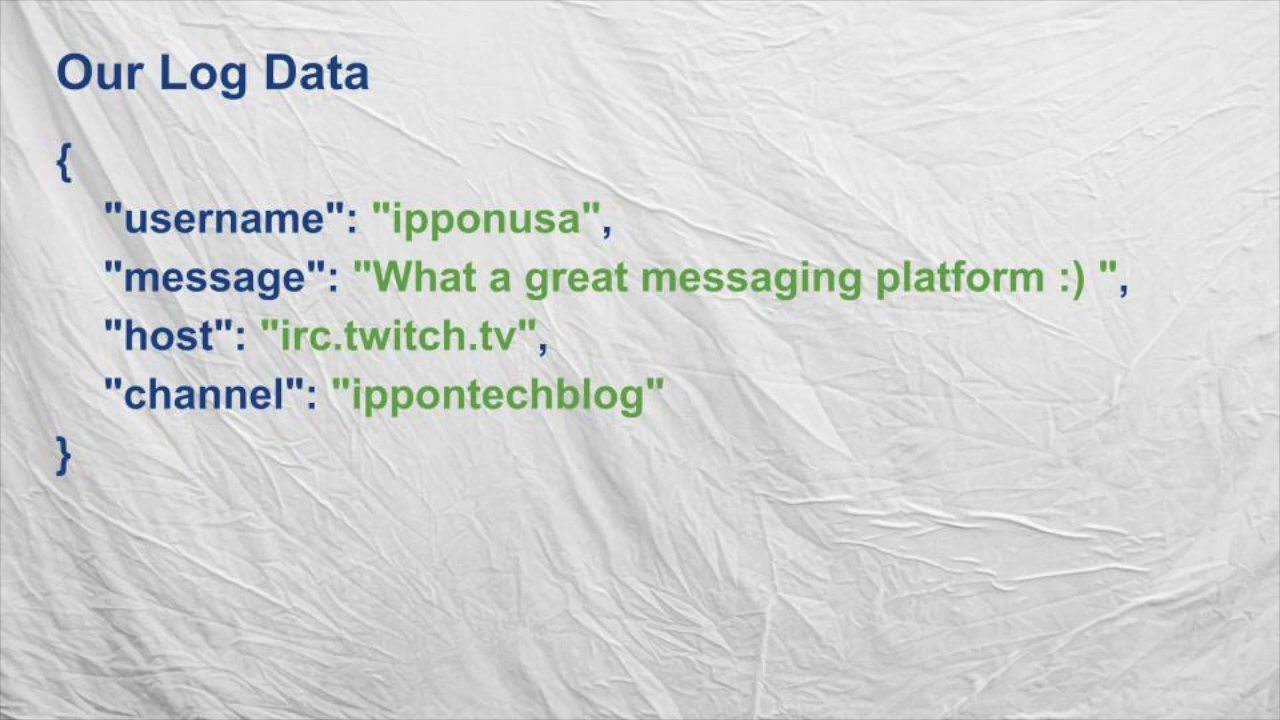 Our Log Data
{
"username": "ipponusa",
"message": "What a great messaging platform :) ",
"host": "irc.twitch.tv",
"channel": "ippontechblog"
}